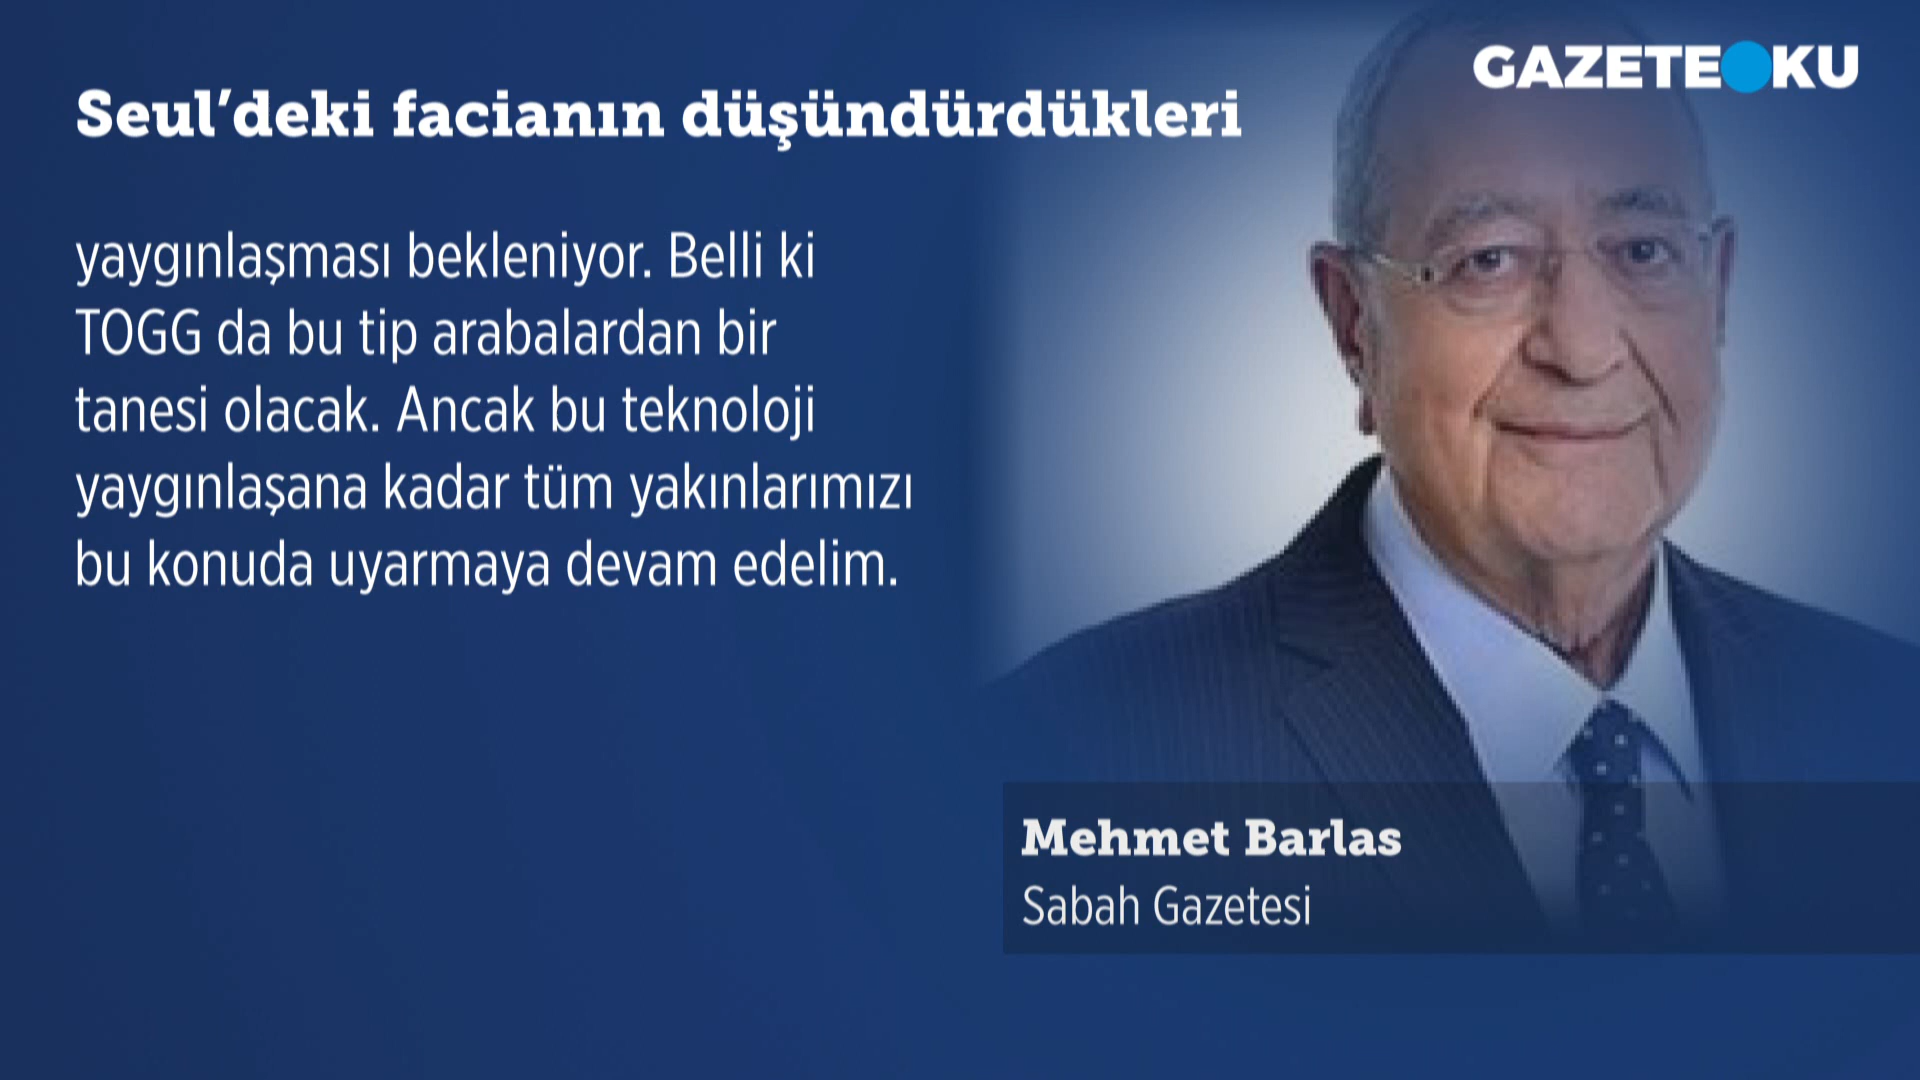 GAZETE OKU
Seul'deki facianın düşündürdükleri
yaygınlaşması bekleniyor. Belli ki
TOGG da bu tip arabalardan bir
tanesi olacak. Ancak bu teknoloji
yaygınlaşana kadar tüm yakınlarımızı
bu konuda uyarmaya devam edelim.
Mehmet Barlas
Sabah Gazetesi